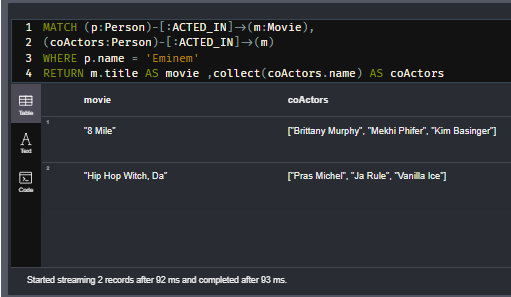 1 MATCH (p:Person)-[:ACTED_IN]→(m:Movie),
2 (coActors:Person)-[:ACTED_IN]→(m)
3 WHERE p.name = 'Eminem'
4 RETURN m.title AS movie ,collect(coActors.name) AS coActors
Table
movie coActors
1
"8 Mile" ["Brittany Murphy", "Mekhi Phifer", "Kim Basinger"]
A
Text
2
"Hip Hop Witch, Da" ["Pras Michel", "Ja Rule", "Vanilla Ice"]
Code
Started streaming 2 records after 92 ms and completed after 93 ms.